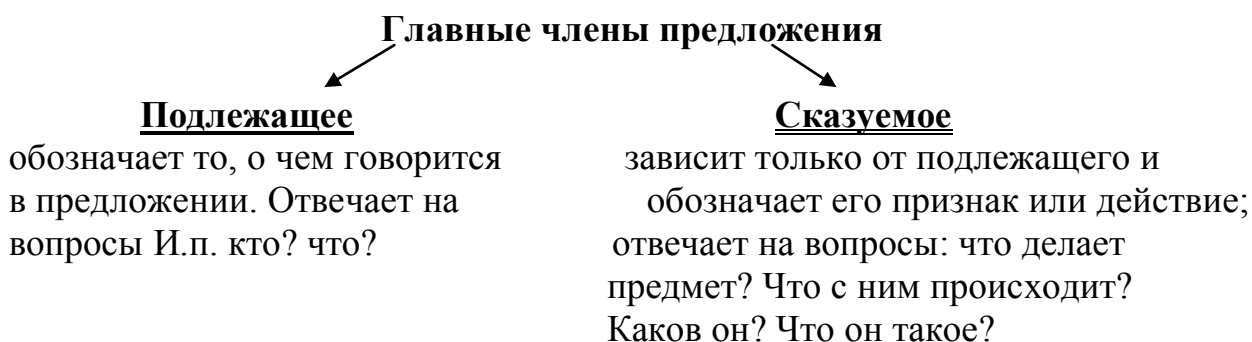 Главные члены предложения
Подлежащее
обозначает то, о чем говорится
в предложении. Отвечает на
вопросы И.п. кто? что?
Сказуемое
зависит только от подлежащего и
обозначает его признак или действие;
отвечает на вопросы: что делает
предмет? Что с ним происходит?
Каков он? Что он такое?